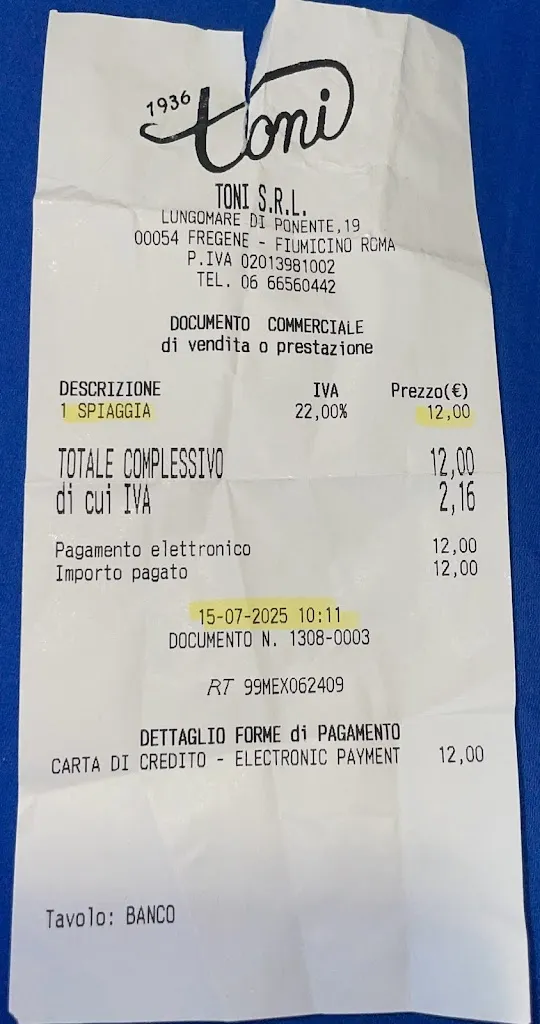 1936
toni
TONI S.R.L.
LUNGOMARE DI PONENTE,19
00054 FREGENE - FIUMICINO ROMA
P.IVA 02013981002
TEL. 06 66560442
DOCUMENTO COMMERCIALE
di vendita o prestazione
DESCRIZIONE IVA Prezzo(€)
1 SPIAGGIA 22,00% 12,00
TOTALE COMPLESSIVO 12,00
di cui IVA 2,16
Pagamento elettronico 12,00
Importo pagato 12,00
15-07-2025 10:11
DOCUMENTO N. 1308-0003
RT 99MEX062409
DETTAGLIO FORME di PAGAMENTO
CARTA DI CREDITO - ELECTRONIC PAYMENT 12,00
Tavolo: BANCO